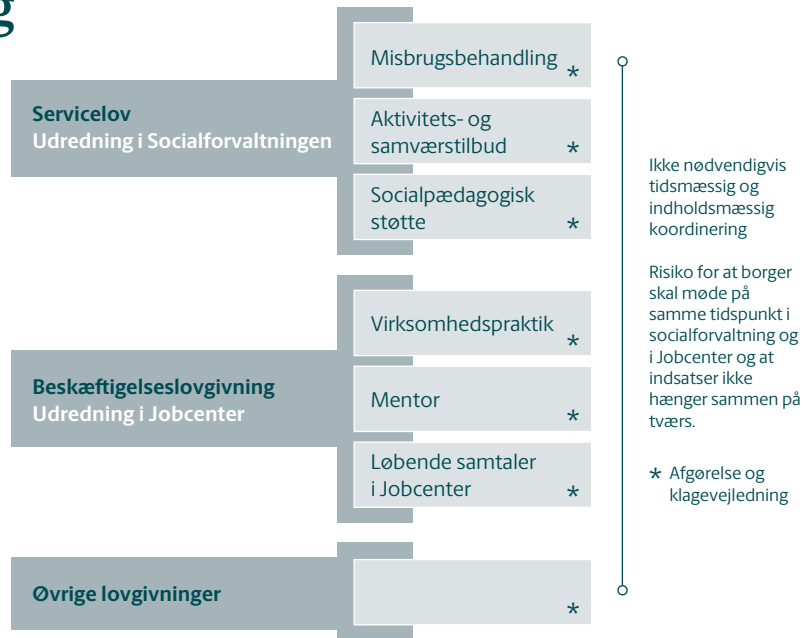 g
Misbrugsbehandling *
Servicelov
Udredning i Socialforvaltningen
Aktivitets- og
samværstilbud *
Socialpædagogisk
støtte *
Virksomhedspraktik *
Beskæftigelseslovgivning
Udredning i Jobcenter
Mentor *
Løbende samtaler
i Jobcenter *
Øvrige lovgivninger
*
Ikke nødvendigvis
tidsmæssig og
indholdsmæssig
koordinering
Risiko for at borger
skal møde på
samme tidspunkt i
socialforvaltning og
i Jobcenter og at
indsatser ikke
hænger sammen på
tværs.
* Afgørelse og
klagevejledning